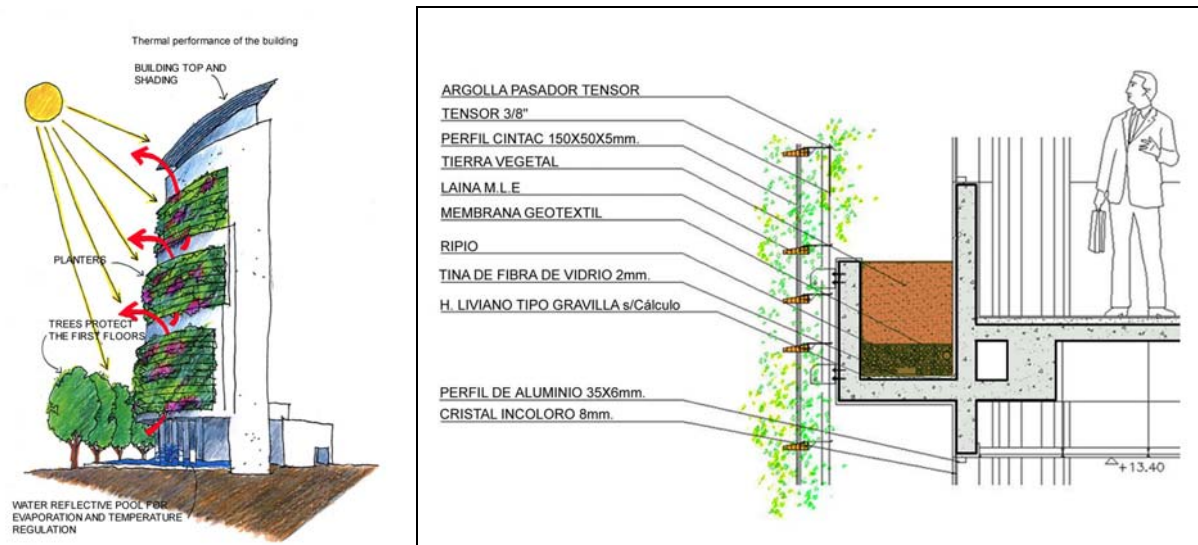 Thermal performance of the building
BUILDING TOP AND
SHADING
PLANTERS
TREES PROTECT
THE FIRST FLOORS
WATER REFLECTIVE POOL FOR
EVAPORATION AND TEMPERATURE
REGULATION
ARGOLLA PASADOR TENSOR
TENSOR 3/8"
PERFIL CINTAC 150X50X5mm.
TIERRA VEGETAL
LAINA M.L.E
MEMBRANA GEOTEXTIL
RIPIO
TINA DE FIBRA DE VIDRIO 2mm.
H. LIVIANO TIPO GRAVILLA s/Cálculo
PERFIL DE ALUMINIO 35X6mm.
CRISTAL INCOLORO 8mm.
+13.40